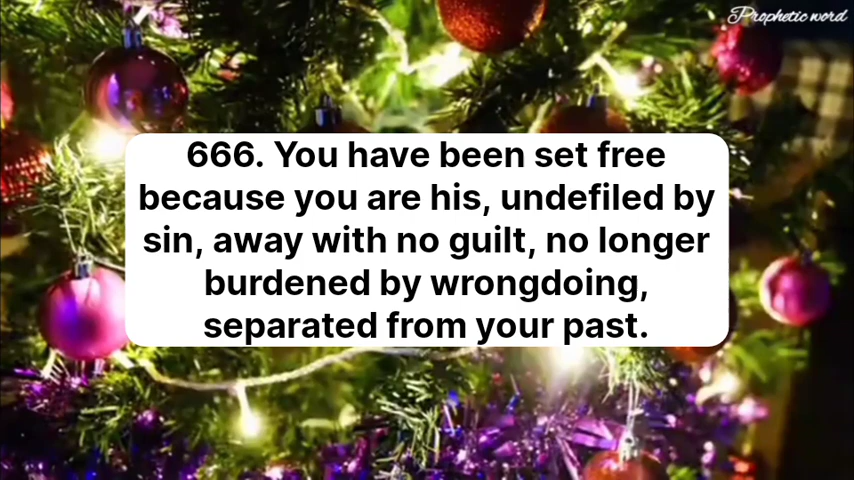 Prophetic word
666. You have been set free
because you are his, undefiled by
sin, away with no guilt, no longer
burdened by wrongdoing,
separated from your past.